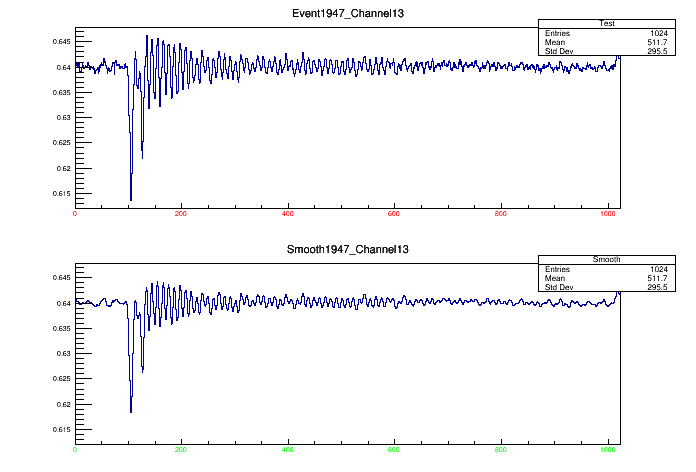 Event1947_Channel13
Test
Entries 1024
Mean 511.7
Std Dev 295.5
0.645
0.64
0.635
0.63
0.625
0.62
0.615
0 200 400 600 800 1000
Smooth1947_Channel13
Smooth
Entries 1024
Mean 511.7
Std Dev 295.5
0.645
0.64
0.635
0.63
0.625
0.62
0.615
0 200 400 600 800 1000